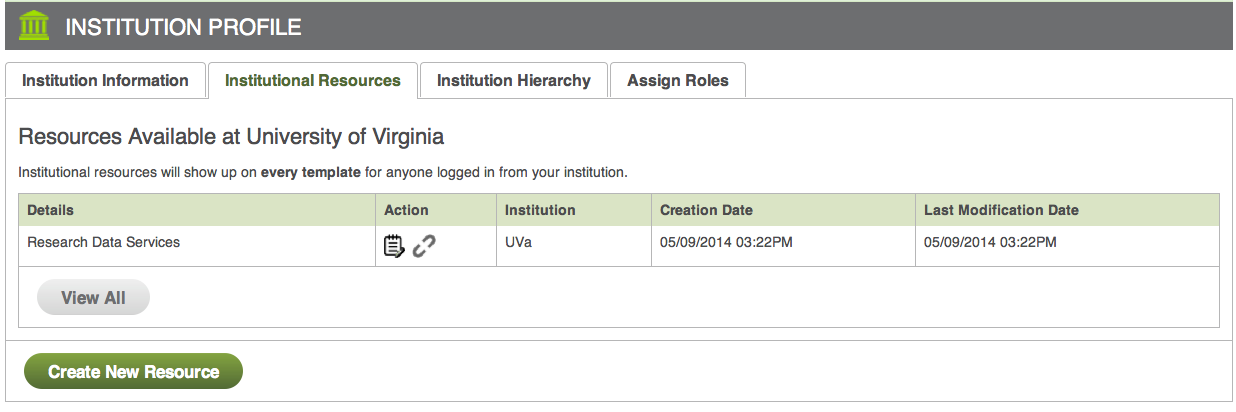 INSTITUTION PROFILE
Institution Information Institutional Resources Institution Hierarchy Assign Roles
Resources Available at University of Virginia
Institutional resources will show up on every template for anyone logged in from your institution.
Details Action Institution Creation Date Last Modification Date
Research Data Services UVa 05/09/2014 03:22PM 05/09/2014 03:22PM
View All
Create New Resource